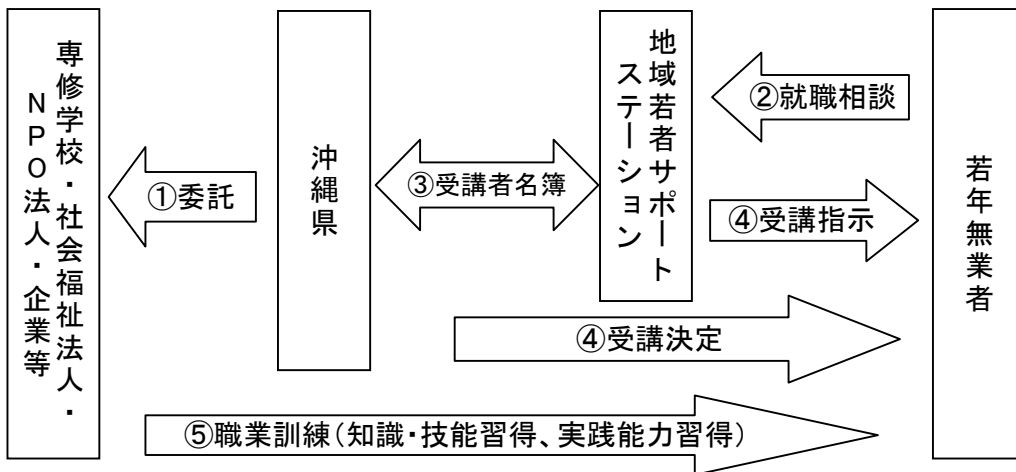 専修学校・社会福祉法人・
NPO法人・企業等
①委託
沖縄県
③受講者名簿
地域若者サポート
ステーション
②就職相談
④受講指示
④受講決定
⑤職業訓練（知識・技能習得、実践能力習得）
若年無業者